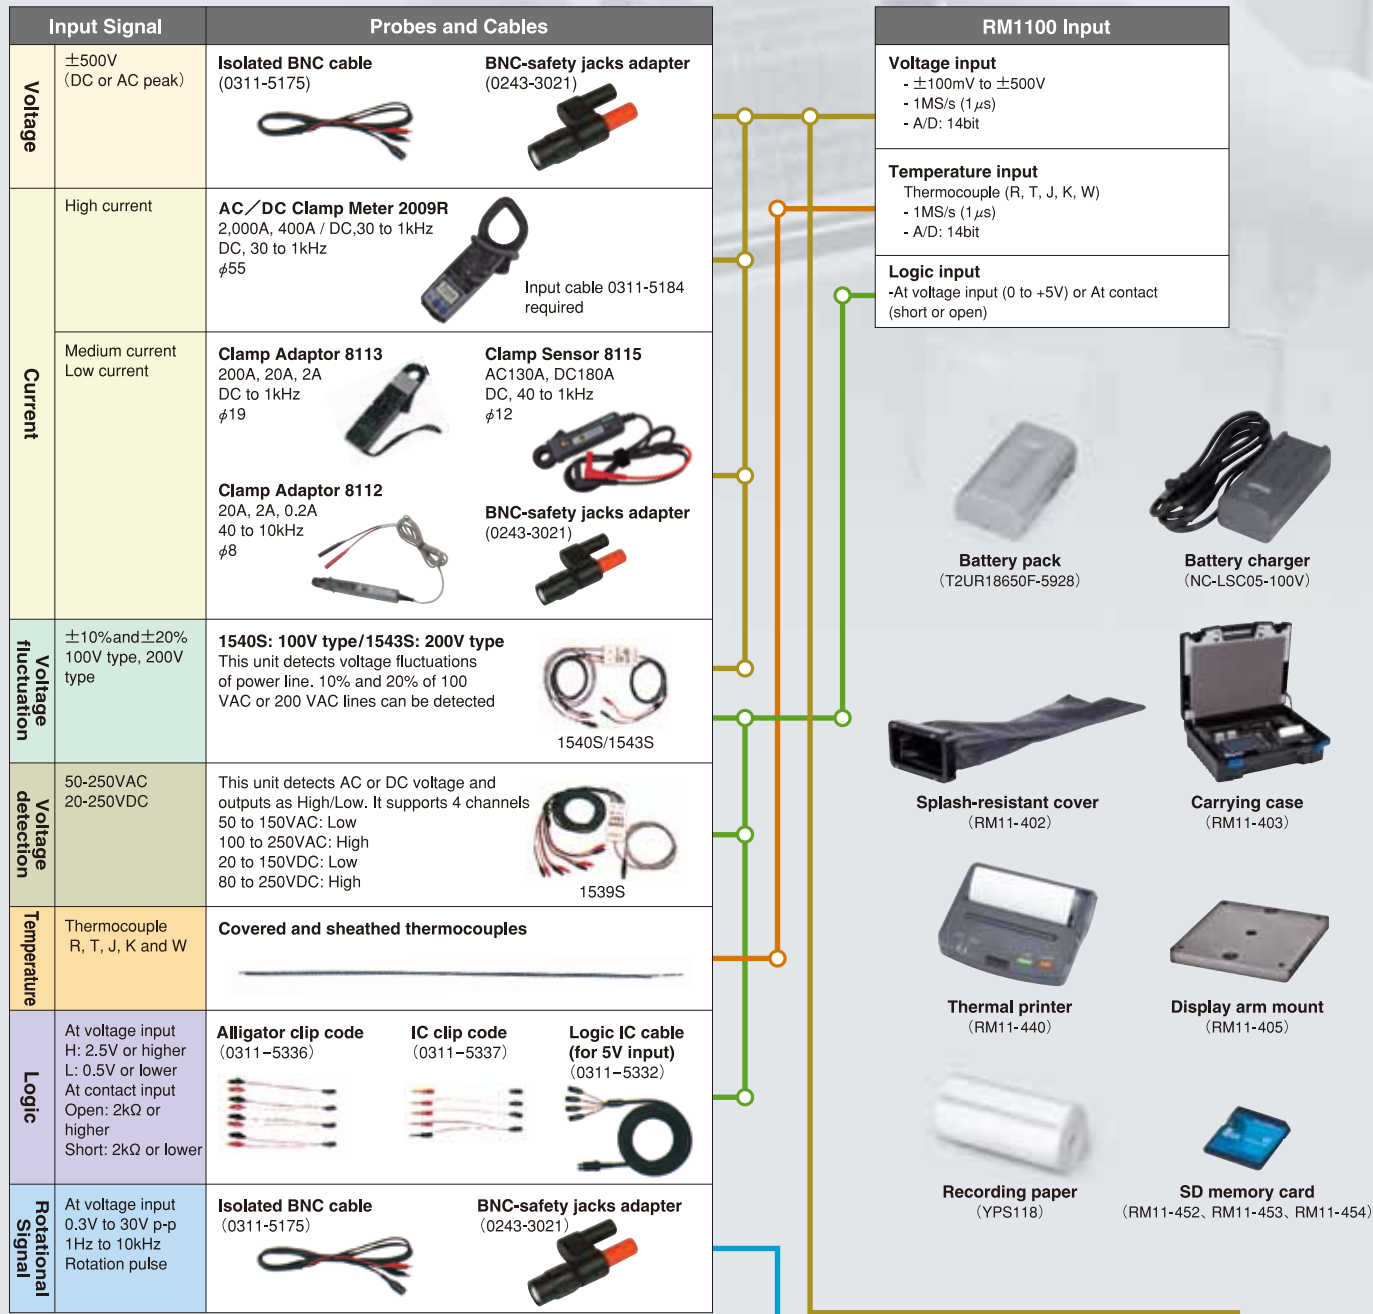 Input Signal
Probes and Cables
Voltage
±500V
(DC or AC peak)
Isolated BNC cable
(0311-5175)
BNC-safety jacks adapter
(0243-3021)
Current
High current
AC／DC Clamp Meter 2009R
2,000A, 400A / DC,30 to 1kHz
DC, 30 to 1kHz
φ55
Input cable 0311-5184
required
Medium current
Low current
Clamp Adaptor 8113
200A, 20A, 2A
DC to 1kHz
φ19
Clamp Sensor 8115
AC130A, DC180A
DC, 40 to 1kHz
φ12
Clamp Adaptor 8112
20A, 2A, 0.2A
40 to 10kHz
φ8
BNC-safety jacks adapter
(0243-3021)
Voltage
fluctuation
±10%and±20%
100V type, 200V
type
1540S: 100V type/1543S: 200V type
This unit detects voltage fluctuations
of power line. 10% and 20% of 100
VAC or 200 VAC lines can be detected
1540S/1543S
Voltage
detection
50-250VAC
20-250VDC
This unit detects AC or DC voltage and
outputs as High/Low. It supports 4 channels
50 to 150VAC: Low
100 to 250VAC: High
20 to 150VDC: Low
80 to 250VDC: High
1539S
Temperature
Thermocouple
R, T, J, K and W
Covered and sheathed thermocouples
Logic
At voltage input
H: 2.5V or higher
L: 0.5V or lower
At contact input
Open: 2kΩ or
higher
Short: 2kΩ or lower
Alligator clip code
(0311-5336)
IC clip code
(0311-5337)
Logic IC cable
(for 5V input)
(0311-5332)
Rotational
Signal
At voltage input
0.3V to 30V p-p
1Hz to 10kHz
Rotation pulse
Isolated BNC cable
(0311-5175)
BNC-safety jacks adapter
(0243-3021)
RM1100 Input
Voltage input
- ±100mV to ±500V
- 1MS/s (1μs)
- A/D: 14bit
Temperature input
Thermocouple (R, T, J, K, W)
- 1MS/s (1μs)
- A/D: 14bit
Logic input
-At voltage input (0 to +5V) or At contact
(short or open)
Battery pack
(T2UR18650F-5928)
Battery charger
(NC-LSC05-100V)
Splash-resistant cover
(RM11-402)
Carrying case
(RM11-403)
Thermal printer
(RM11-440)
Display arm mount
(RM11-405)
Recording paper
(YPS118)
SD memory card
(RM11-452、RM11-453、RM11-454)